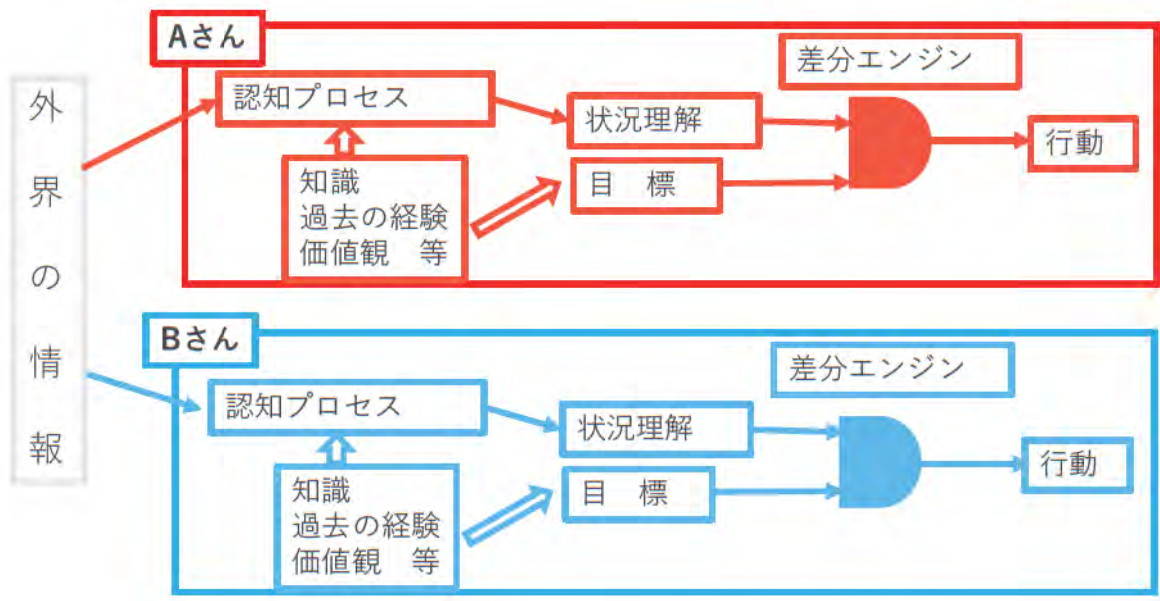 外界の情報
Aさん
差分エンジン
認知プロセス
状況理解
行動
知識
過去の経験
価値観　等
目　標
Bさん
差分エンジン
認知プロセス
状況理解
行動
知識
過去の経験
価値観　等
目　標